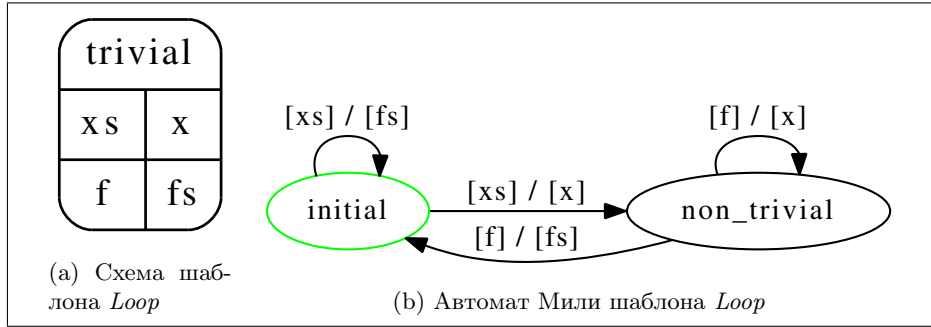 trivial
xs x
f fs
(a) Схема шаб-
лона Loop
[xs] / [fs]
[f] / [x]
initial
[xs] / [x]
non_trivial
[f] / [fs]
(b) Автомат Мили шаблона Loop